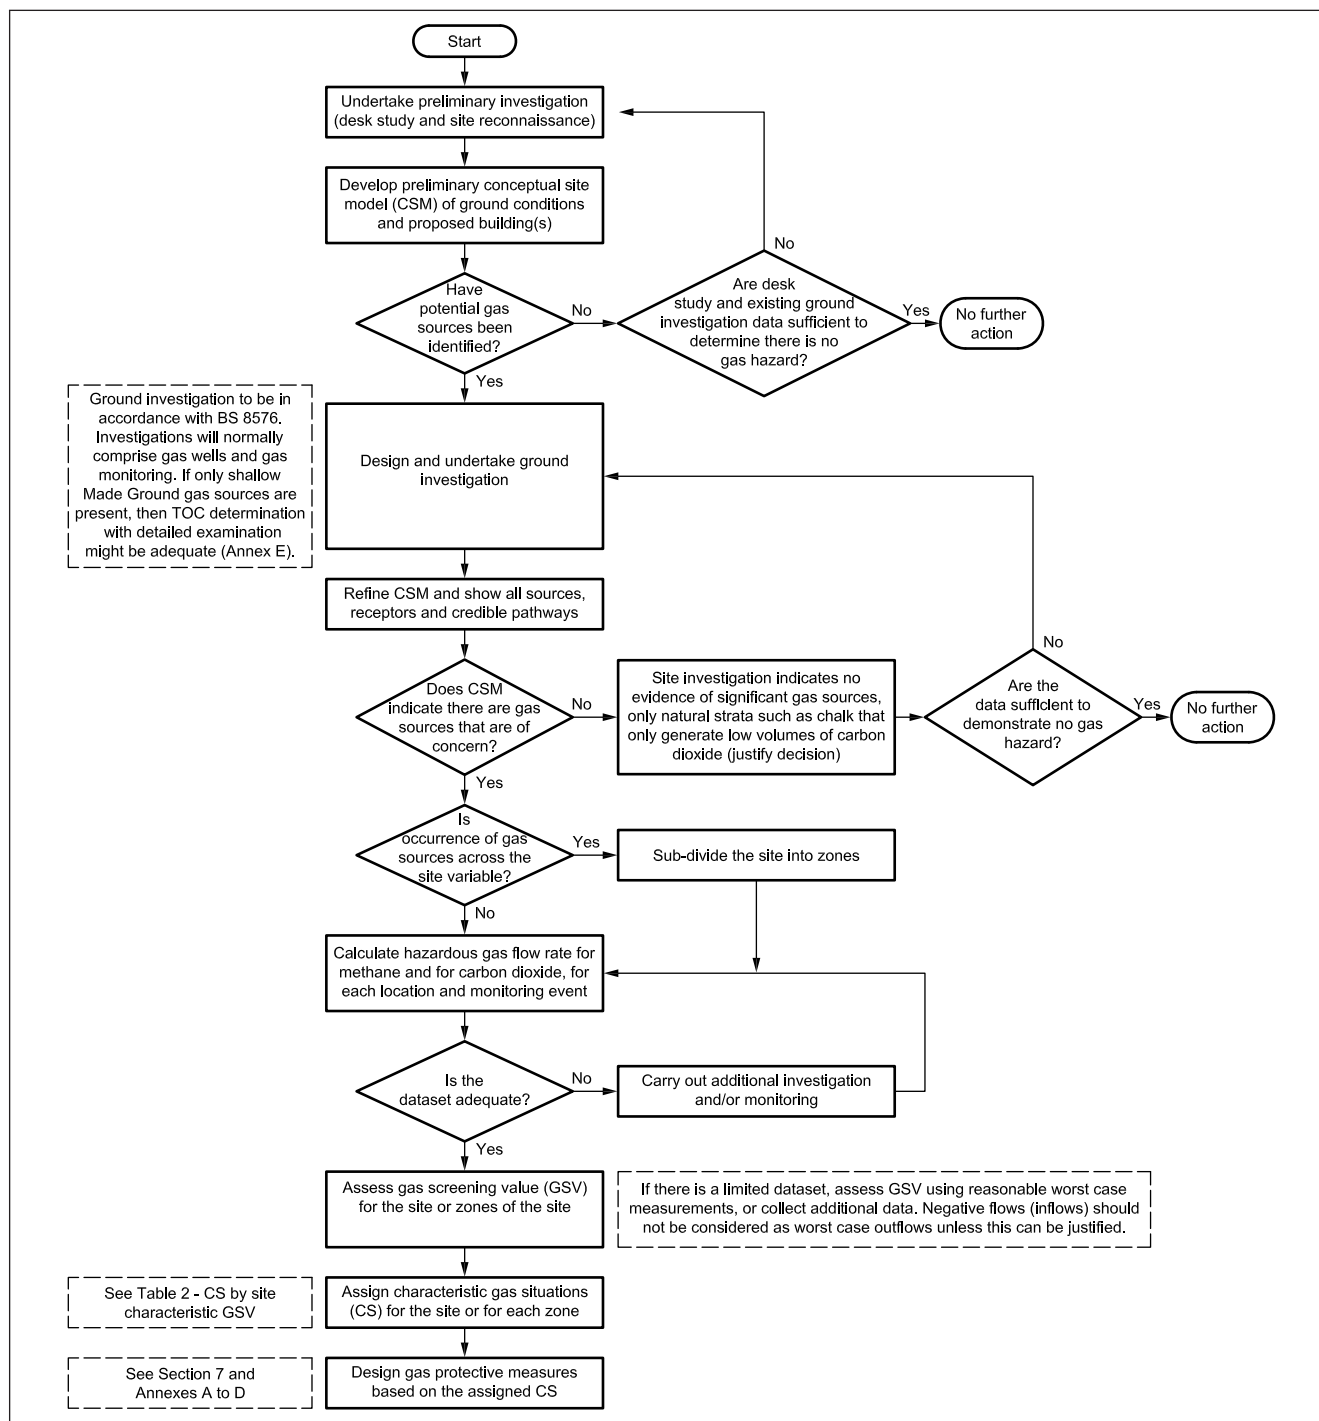 Start
Undertake preliminary investigation
(desk study and site reconnaissance)
Develop preliminary conceptual site
model (CSM) of ground conditions
and proposed building(s)
Have
potential gas
sources been
identified?
No
Are desk
study and existing ground
investigation data sufficient to
determine there is no
gas hazard?
No
Yes
No further
action
Yes
Ground investigation to be in
accordance with BS 8576.
Investigations will normally
comprise gas wells and gas
monitoring. If only shallow
Made Ground gas sources are
present, then TOC determination
with detailed examination
might be adequate (Annex E).
Design and undertake ground
investigation
Refine CSM and show all sources,
receptors and credible pathways
Does CSM
indicate there are gas
sources that are of
concern?
No
Site investigation indicates no
evidence of significant gas sources,
only natural strata such as chalk that
only generate low volumes of carbon
dioxide (justify decision)
No
Are the
data sufficient to
demonstrate no gas
hazard?
Yes
No further
action
Yes
Is
occurrence of gas
sources across the
site variable?
Yes
Sub-divide the site into zones
No
Calculate hazardous gas flow rate for
methane and for carbon dioxide, for
each location and monitoring event
Is the
dataset adequate?
No
Carry out additional investigation
and/or monitoring
Yes
Assess gas screening value (GSV)
for the site or zones of the site
If there is a limited dataset, assess GSV using reasonable worst case
measurements, or collect additional data. Negative flows (inflows) should
not be considered as worst case outflows unless this can be justified.
See Table 2 - CS by site
characteristic GSV
Assign characteristic gas situations
(CS) for the site or for each zone
See Section 7 and
Annexes A to D
Design gas protective measures
based on the assigned CS